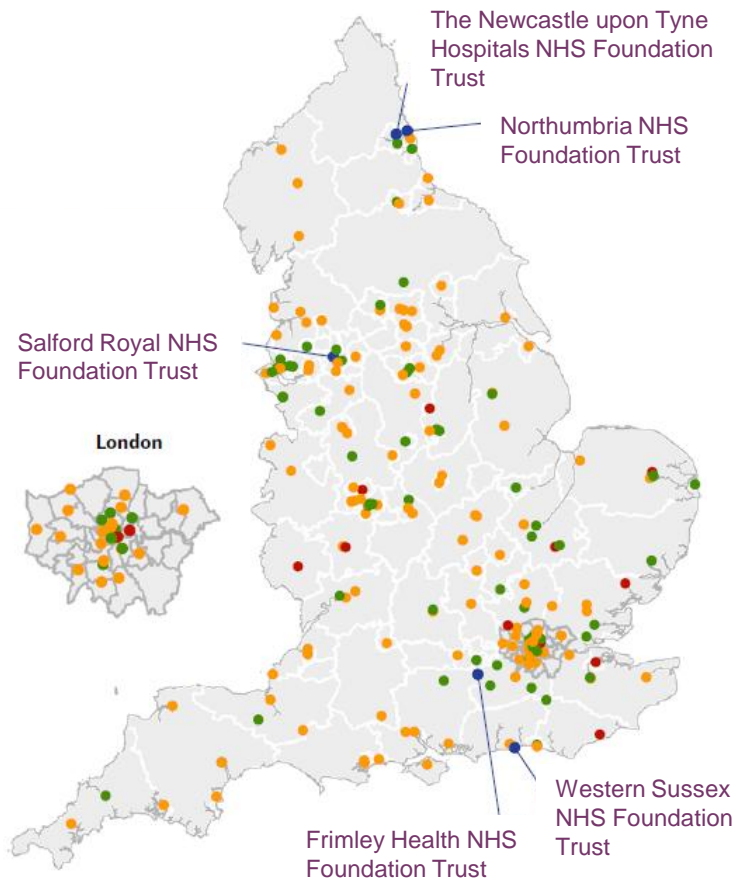 The Newcastle upon Tyne
Hospitals NHS Foundation
Trust
Northumbria NHS
Foundation Trust
Salford Royal NHS
Foundation Trust
London
Western Sussex
NHS Foundation
Trust
Frimley Health NHS
Foundation Trust